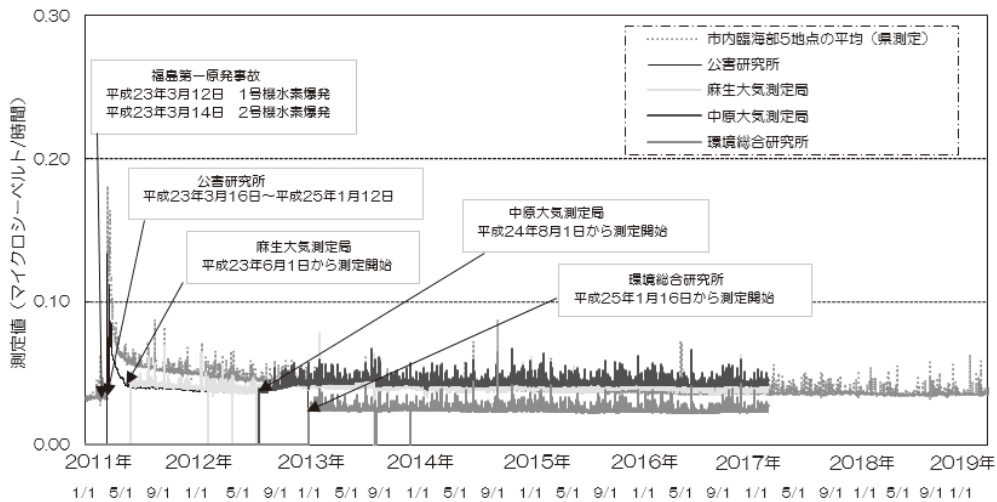 0.30
0.20
0.10
0.00
測定値（マイクロシーベルト/時間）
市内臨海部5地点の平均（県測定）
公害研究所
麻生大気測定局
中原大気測定局
環境総合研究所
福島第一原発事故
平成23年3月12日　1号機水素爆発
平成23年3月14日　2号機水素爆発
公害研究所
平成23年3月16日～平成25年1月12日
麻生大気測定局
平成23年6月1日から測定開始
中原大気測定局
平成24年8月1日から測定開始
環境総合研究所
平成25年1月16日から測定開始
2011年 2012年 2013年 2014年 2015年 2016年 2017年 2018年 2019年
1/1 5/1 9/1 1/1 5/1 9/1 1/1 5/1 9/1 1/1 5/1 9/1 1/1 5/1 9/1 1/1 5/1 9/1 1/1 5/1 9/1 1/1 5/1 9/1 1/1